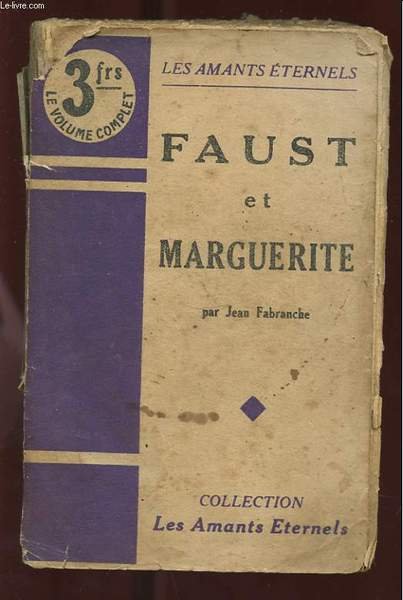 Le-livre.com
3 frs
LE VOLUME COMPLET
LES AMANTS ÉTERNELS
FAUST
et
MARGUERITE
par Jean Fabranche
COLLECTION
Les Amants Eternels